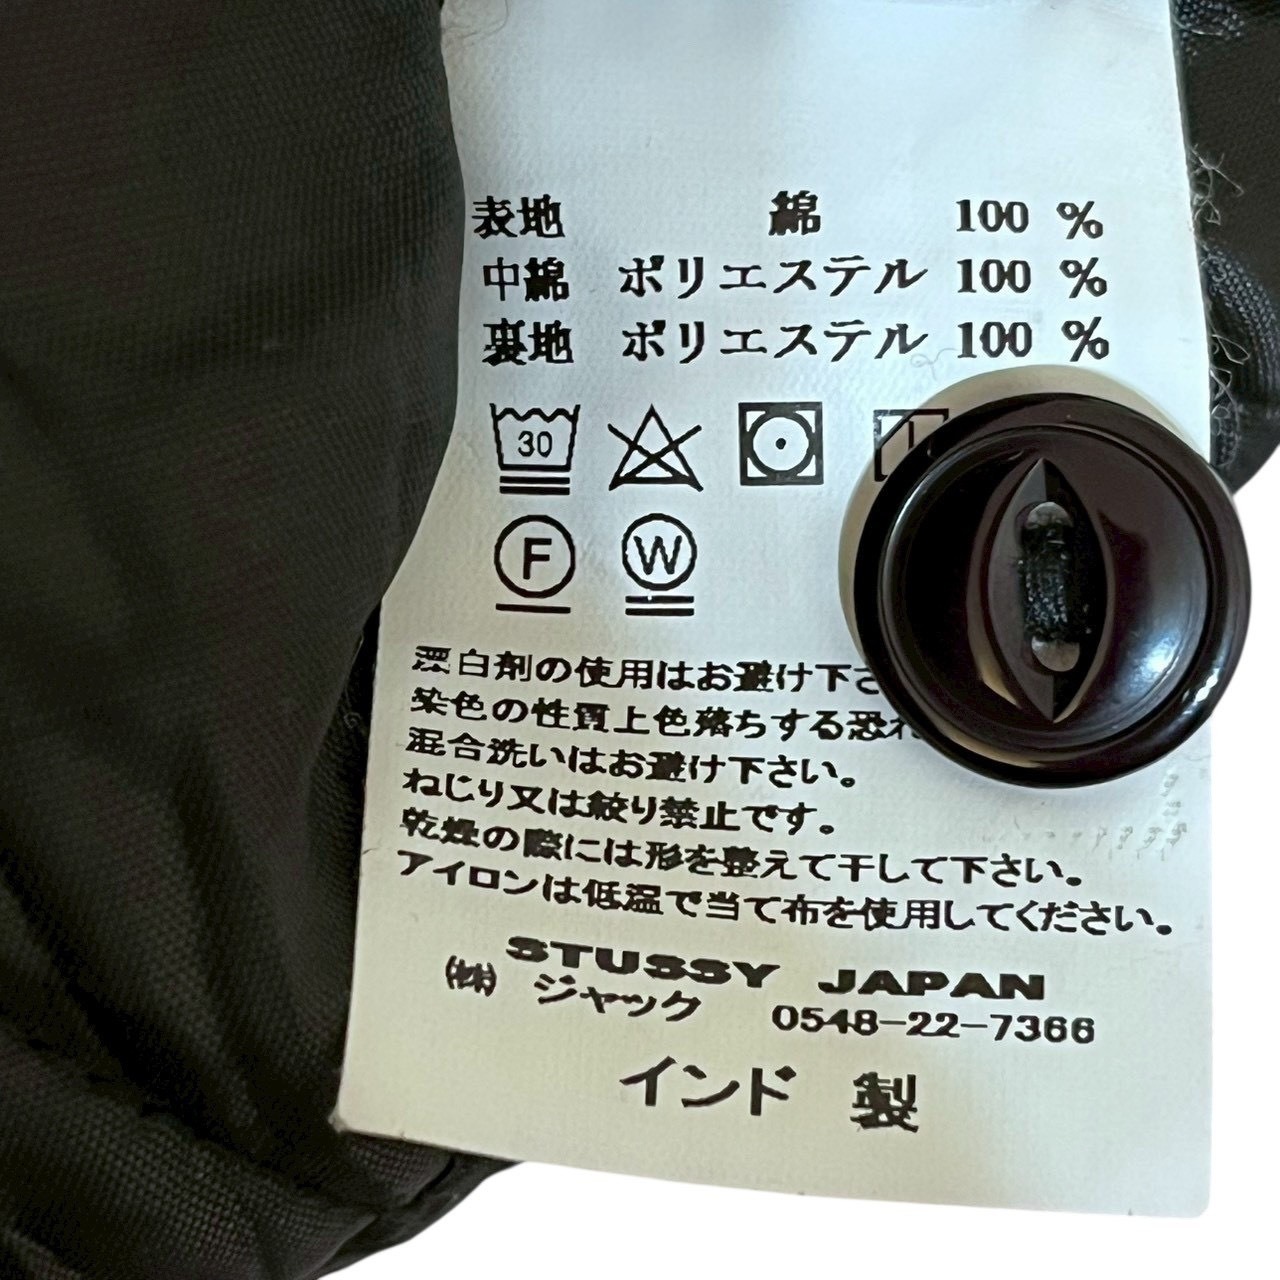 表地 綿 100 %
中綿 ポリエステル 100 %
裏地 ポリエステル 100 %
30
F W
漂白剤の使用はお避け下さ
染色の性質上色落ちする恐れ
混合洗いはお避け下さい。
ねじり又は絞り禁止です。
乾燥の際には形を整えて干して下さい。
アイロンは低温で当て布を使用してください。
STUSSY JAPAN
㈱ ジャック 0548-22-7366
インド 製